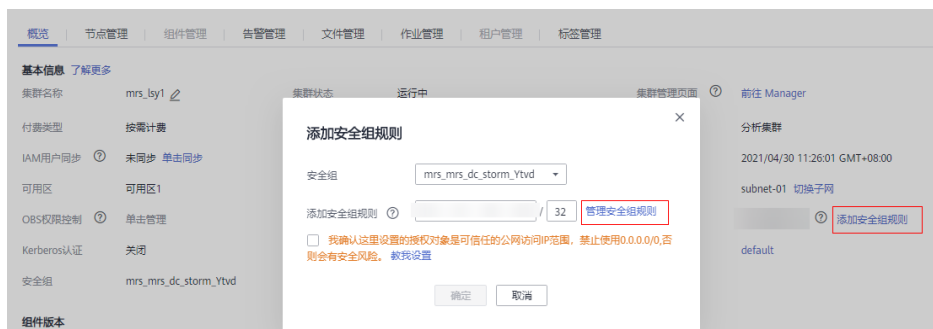 概览 节点管理 组件管理 告警管理 文件管理 作业管理 租户管理 标签管理
基本信息 了解更多
集群名称 mrs_lsy1 集群状态 运行中 集群管理页面 前往 Manager
付费类型 按需计费 分析集群
IAM用户同步 未同步 单击同步 2021/04/30 11:26:01 GMT+08:00
可用区 可用区1 subnet-01 切换子网
OBS权限控制 单击管理 添加安全组规则
Kerberos认证 关闭 default
安全组 mrs_mrs_dc_storm_Ytvd
组件版本
添加安全组规则
安全组 mrs_mrs_dc_storm_Ytvd
添加安全组规则 / 32 管理安全组规则
我确认这里设置的授权对象是可信任的公网访问IP范围，禁止使用0.0.0.0/0,否
则会有安全风险。 教我设置
确定 取消